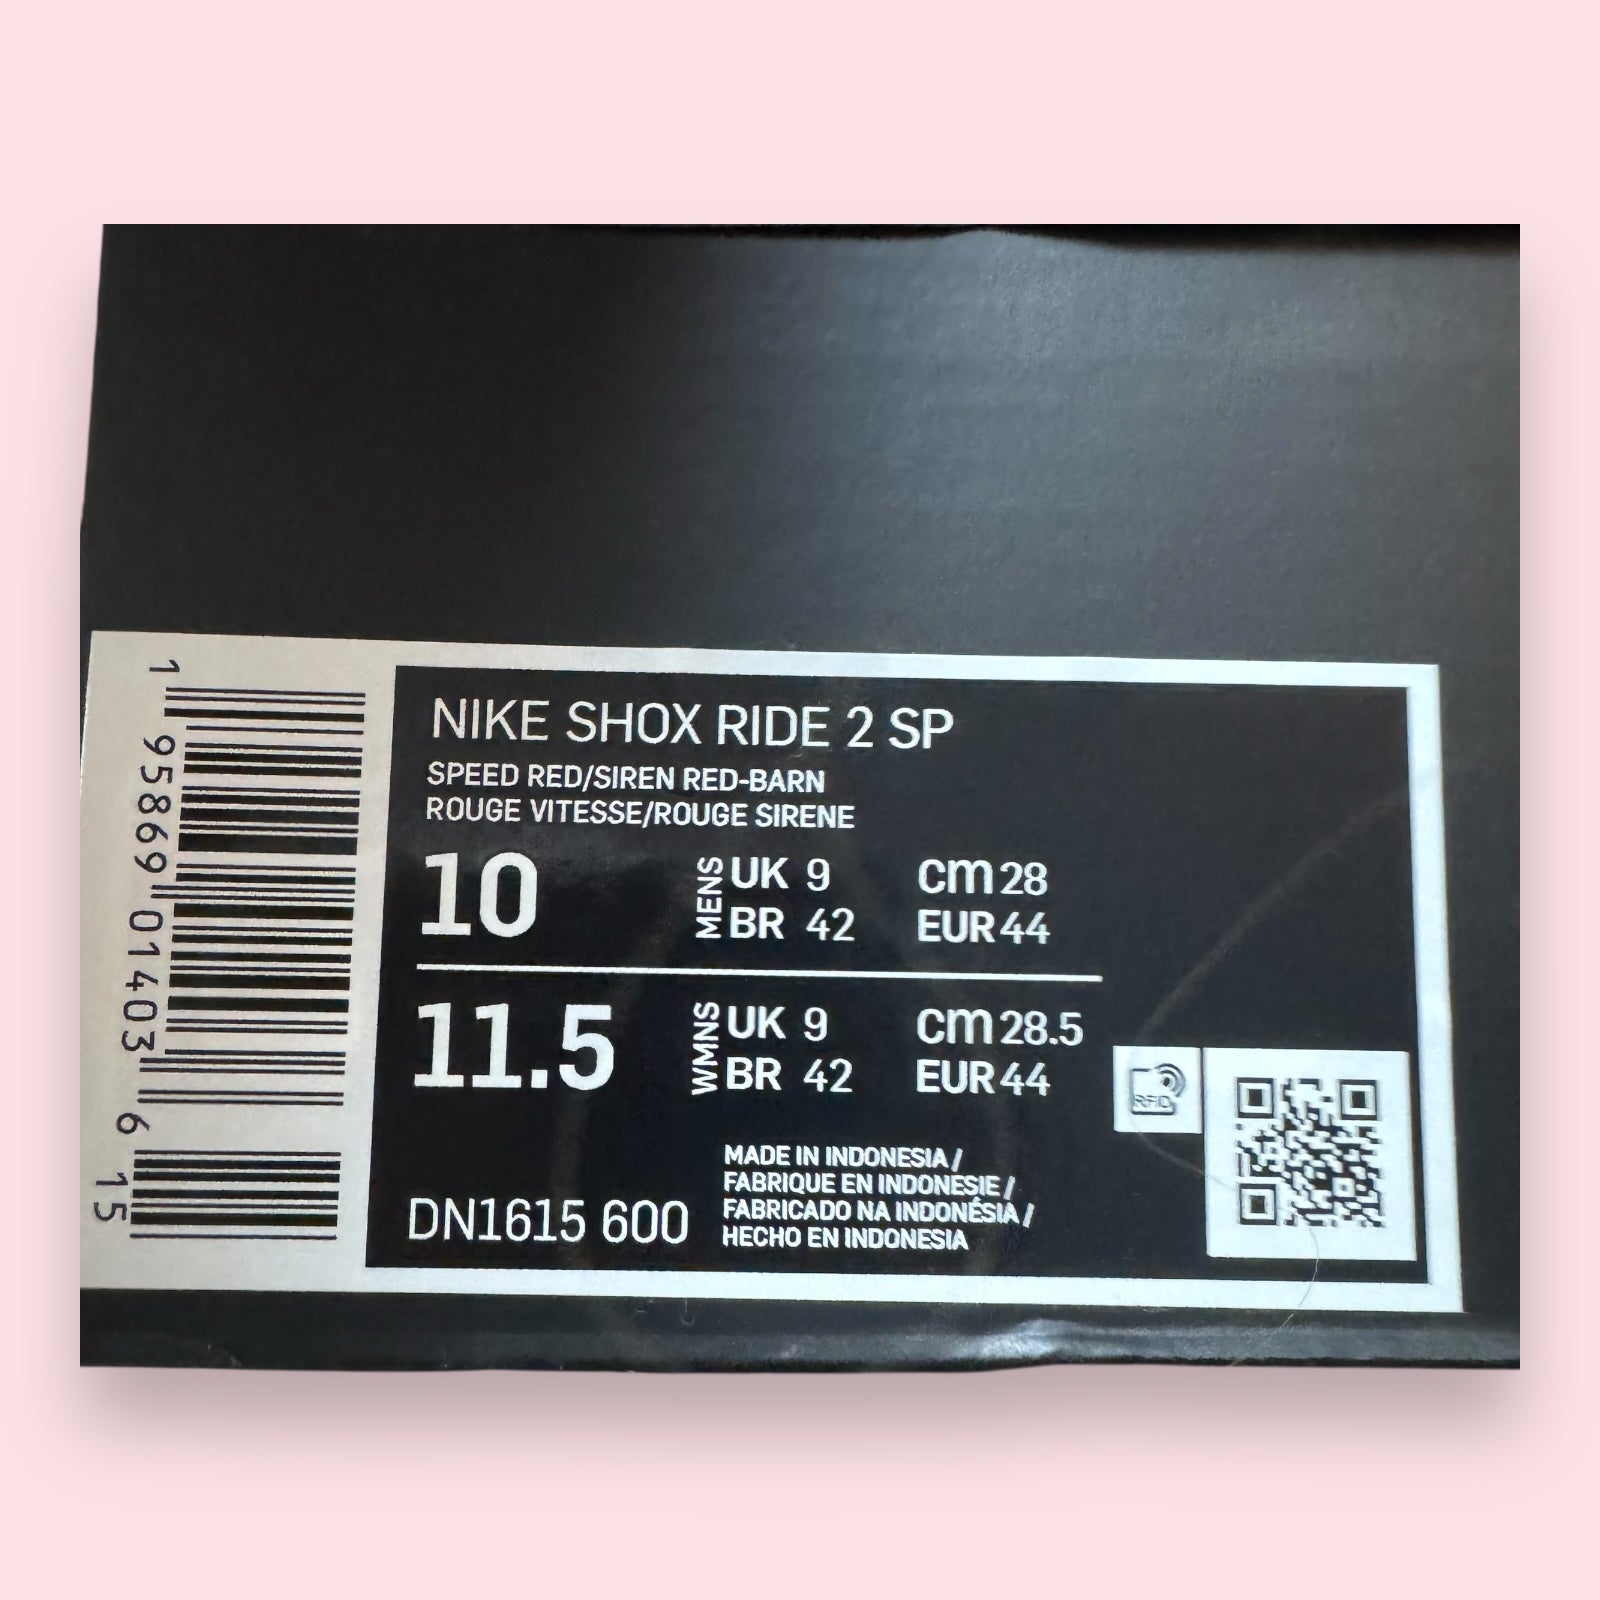 1 95869 01403 6 15
NIKE SHOX RIDE 2 SP
SPEED RED/SIREN RED-BARN
ROUGE VITESSE/ROUGE SIRENE
10 MENS UK 9 cm 28
BR 42 EUR 44
11.5 WMNS UK 9 cm 28.5
BR 42 EUR 44
RFID
MADE IN INDONESIA /
FABRIQUE EN INDONESIE /
FABRICADO NA INDONÉSIA /
HECHO EN INDONESIA
DN1615 600